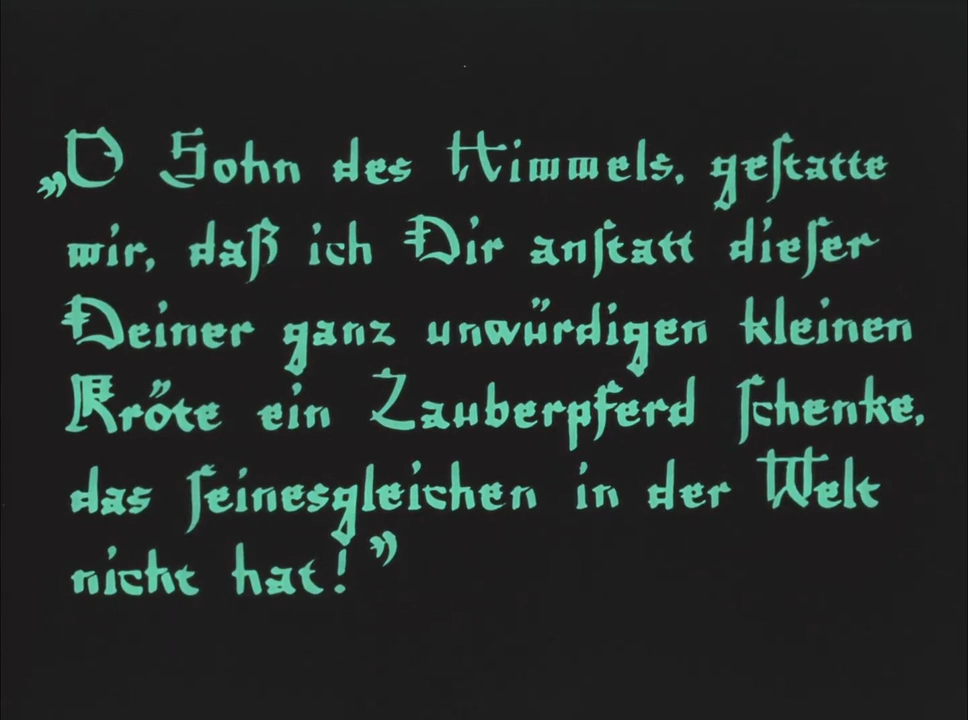 „O Sohn des Himmels, geſtatte
wir, daß ich Dir anſtatt dieſer
Deiner ganz unwürdigen kleinen
Kröte ein Zauberpferd ſchenke,
das ſeinesgleichen in der Welt
nicht hat!”